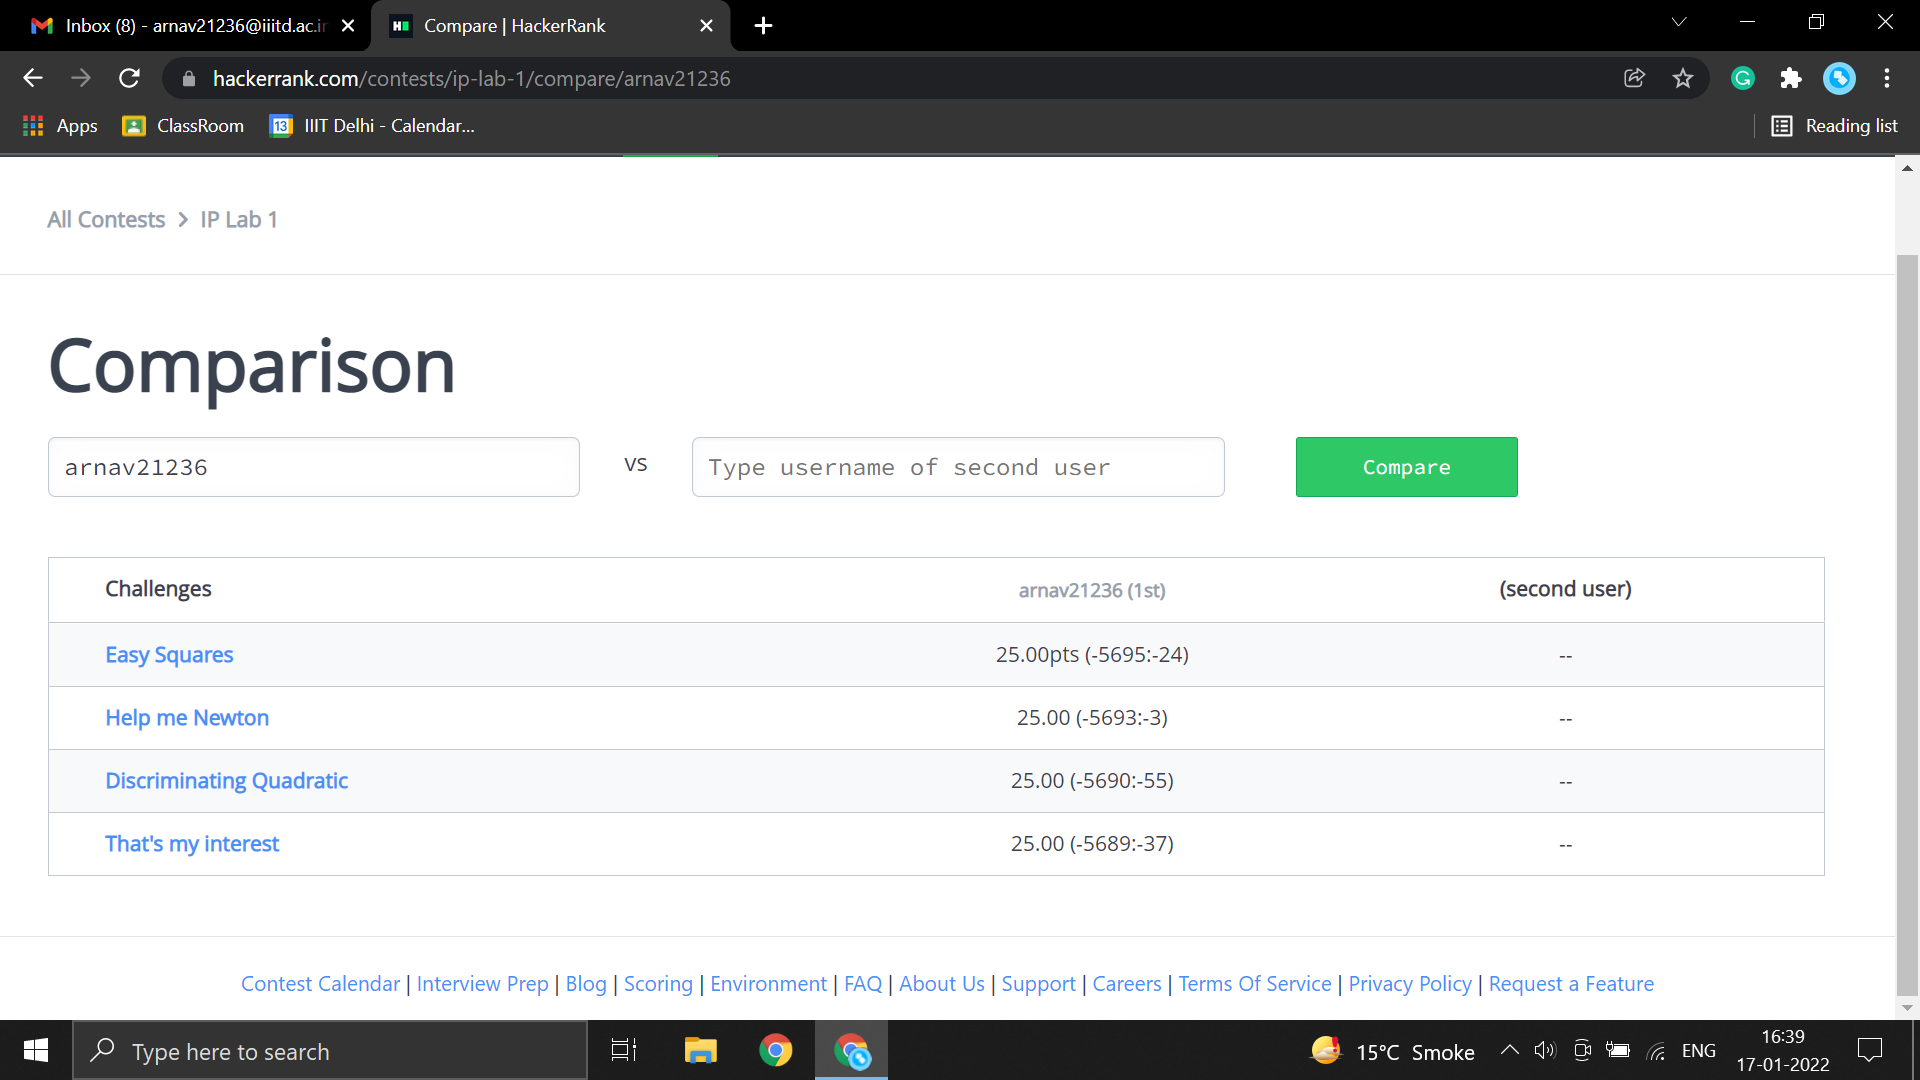 Inbox (8) - arnav21236@iiitd.ac.in
Compare | HackerRank
hackerrank.com/contests/ip-lab-1/compare/arnav21236
Apps ClassRoom 13 IIIT Delhi - Calendar... Reading list
All Contests > IP Lab 1
Comparison
arnav21236 vs Type username of second user Compare
Challenges arnav21236 (1st) (second user)
Easy Squares 25.00pts (-5695:-24) --
Help me Newton 25.00 (-5693:-3) --
Discriminating Quadratic 25.00 (-5690:-55) --
That's my interest 25.00 (-5689:-37) --
Contest Calendar | Interview Prep | Blog | Scoring | Environment | FAQ | About Us | Support | Careers | Terms Of Service | Privacy Policy | Request a Feature
Type here to search 15°C Smoke ENG 16:39
17-01-2022